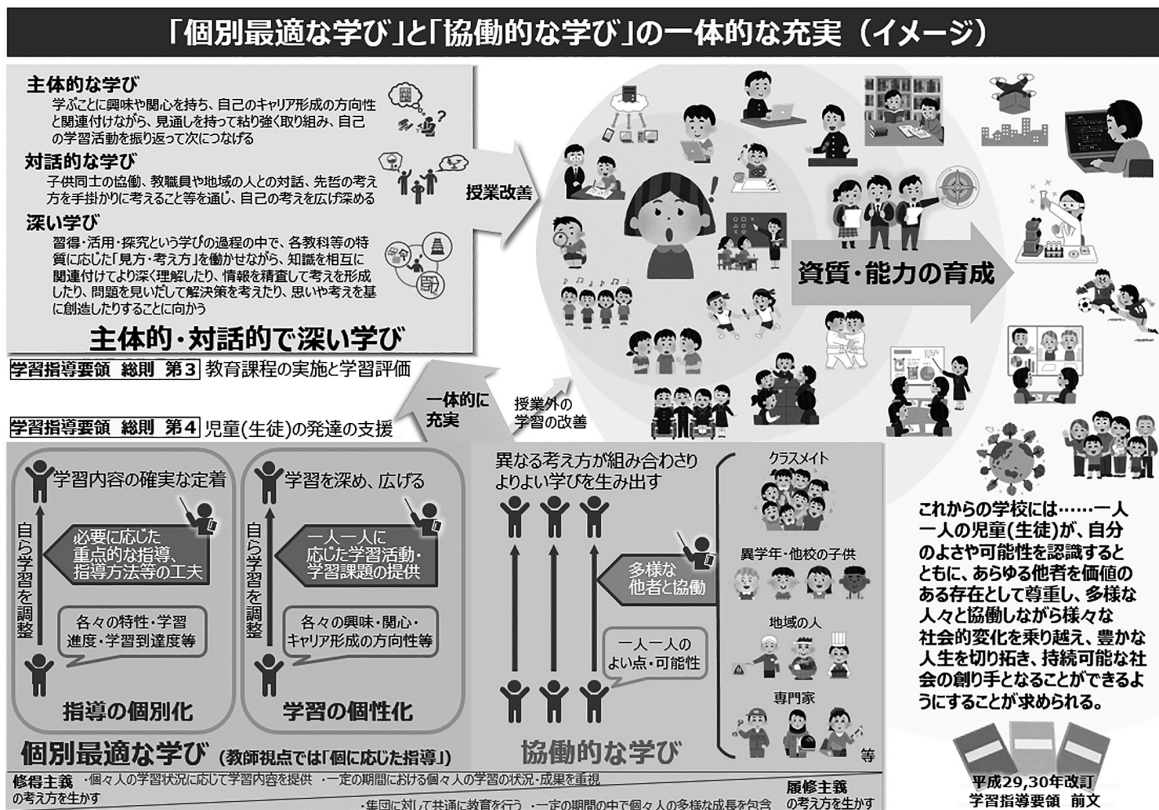 「個別最適な学び」と「協働的な学び」の一体的な充実（イメージ）
主体的な学び
学ぶことに興味や関心を持ち、自己のキャリア形成の方向性
と関連付けながら、見通しを持って粘り強く取り組み、自己
の学習活動を振り返って次につなげる
対話的な学び
子供同士の協働、教職員や地域の人との対話、先哲の考え
方を手掛かりに考えること等を通じ、自己の考えを広げ深める
深い学び
習得・活用・探究という学びの過程の中で、各教科等の特
質に応じた「見方・考え方」を働かせながら、知識を相互に
関連付けてより深く理解したり、情報を精査して考えを形成
したり、問題を見いだして解決策を考えたり、思いや考えを基
に創造したりすることに向かう
主体的・対話的で深い学び
授業改善
資質・能力の育成
学習指導要領 総則 第3 教育課程の実施と学習評価
一体的に
充実
授業外の
学習の改善
学習指導要領 総則 第4 児童(生徒)の発達の支援
学習内容の確実な定着
自ら学習を調整
必要に応じた
重点的な指導、
指導方法等の工夫
各々の特性・学習
進度・学習到達度等
指導の個別化
学習を深め、広げる
自ら学習を調整
一人一人に
応じた学習活動・
学習課題の提供
各々の興味・関心・
キャリア形成の方向性等
学習の個性化
個別最適な学び (教師視点では「個に応じた指導」)
異なる考え方が組み合わさり
よりよい学びを生み出す
多様な
他者と協働
一人一人の
よい点・可能性
協働的な学び
クラスメイト
異学年・他校の子供
地域の人
専門家
等
これからの学校には……一人
一人の児童(生徒)が、自分
のよさや可能性を認識すると
ともに、あらゆる他者を価値の
ある存在として尊重し、多様な
人々と協働しながら様々な
社会的変化を乗り越え、豊かな
人生を切り拓き、持続可能な社
会の創り手となることができるよ
うにすることが求められる。
平成29,30年改訂
学習指導要領 前文
修得主義
の考え方を生かす
・個々人の学習状況に応じて学習内容を提供 ・一定の期間における個々人の学習の状況・成果を重視
・集団に対して共通に教育を行う ・一定の期間の中で個々人の多様な成長を包含
履修主義
の考え方を生かす